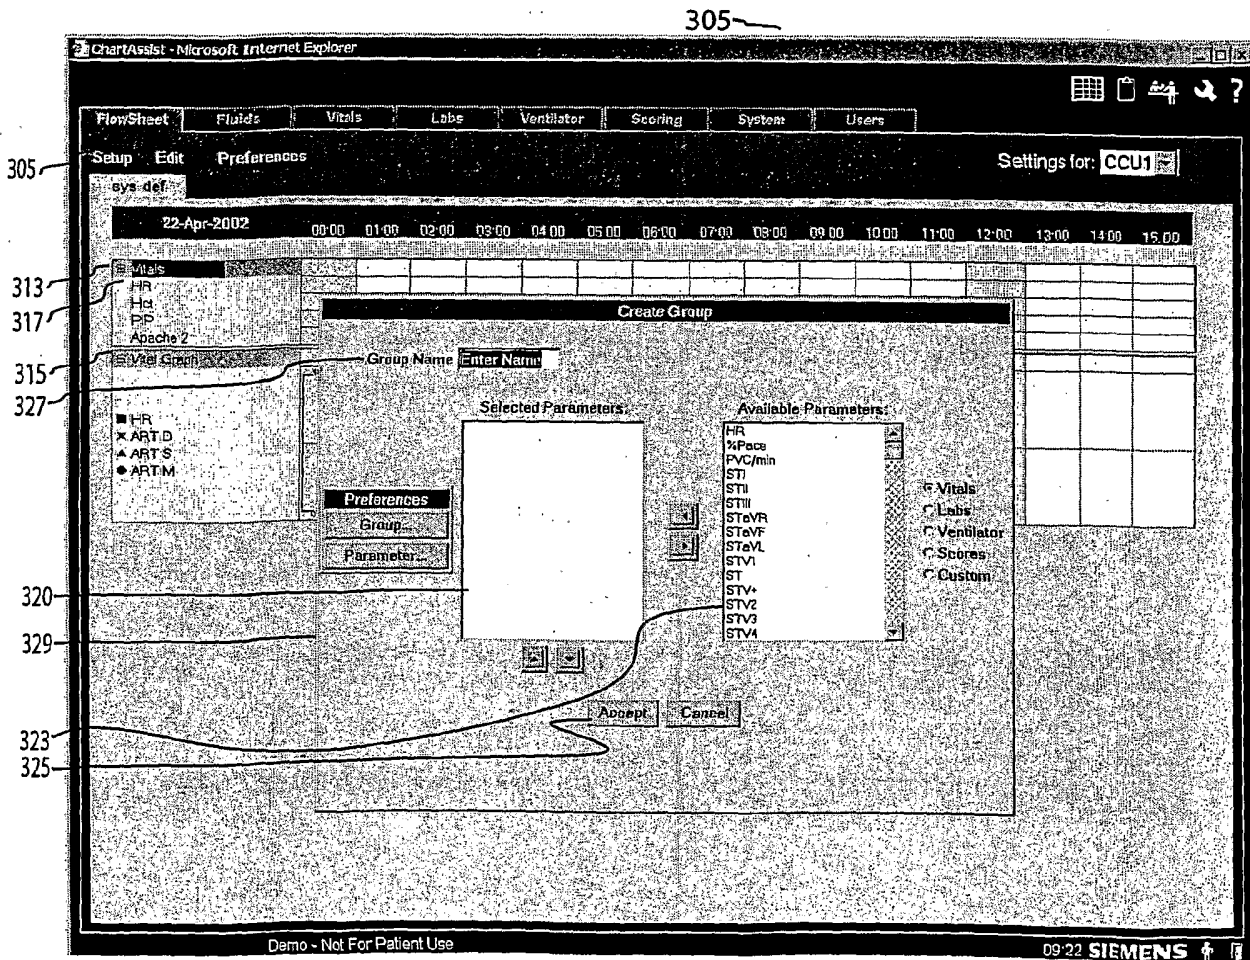 305
ChartAssist - Microsoft Internet Explorer
?
FlowSheet Fluids Vitals Labs Ventilator Scoring System Users
305 Setup Edit Preferences Settings for: CCU1
sys def
22-Apr-2002 00:00 01:00 02:00 03:00 04:00 05:00 06:00 07:00 08:00 09:00 10:00 11:00 12:00 13:00 14:00 15:00
313 Vitals
HR
317 Hct
PP
Apache 2
315 Vital Graph
327
HR
ART D
ART S
ART M
Create Group
Group Name Enter Name
Selected Parameters: Available Parameters:
HR
%Pace
PVC/min
STI
STII
STIII
STaVR
STaVF
STaVL
STV1
ST
STV+
STV2
STV3
STV4
Vitals
Labs
Ventilator
Scores
Custom
Preferences
Group...
Parameter...
320
329
323
325
Accept Cancel
Demo - Not For Patient Use 09:22 SIEMENS